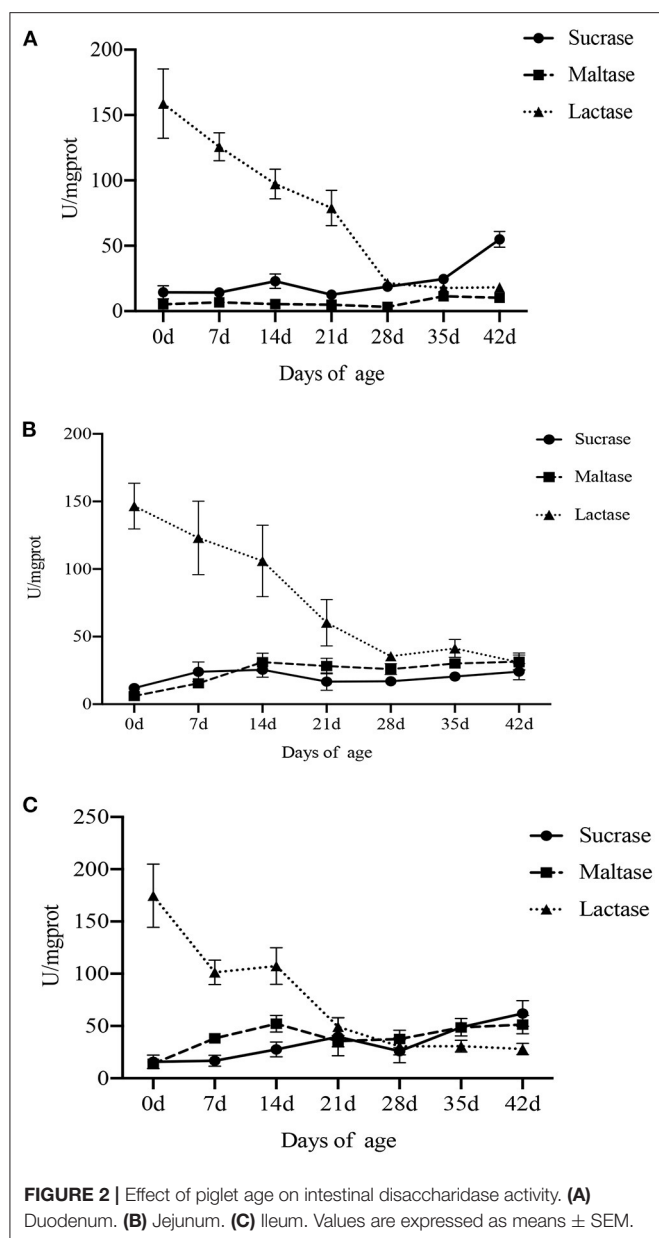 A
Sucrase
Maltase
Lactase
200
150
100
50
0
U/mgprot
0d 7d 14d 21d 28d 35d 42d
Days of age
B
Sucrase
Maltase
Lactase
200
150
100
50
0
U/mgprot
0d 7d 14d 21d 28d 35d 42d
Days of age
C
Sucrase
Maltase
Lactase
250
200
150
100
50
0
U/mgprot
0d 7d 14d 21d 28d 35d 42d
Days of age
FIGURE 2 | Effect of piglet age on intestinal disaccharidase activity. (A)
Duodenum. (B) Jejunum. (C) Ileum. Values are expressed as means ± SEM.